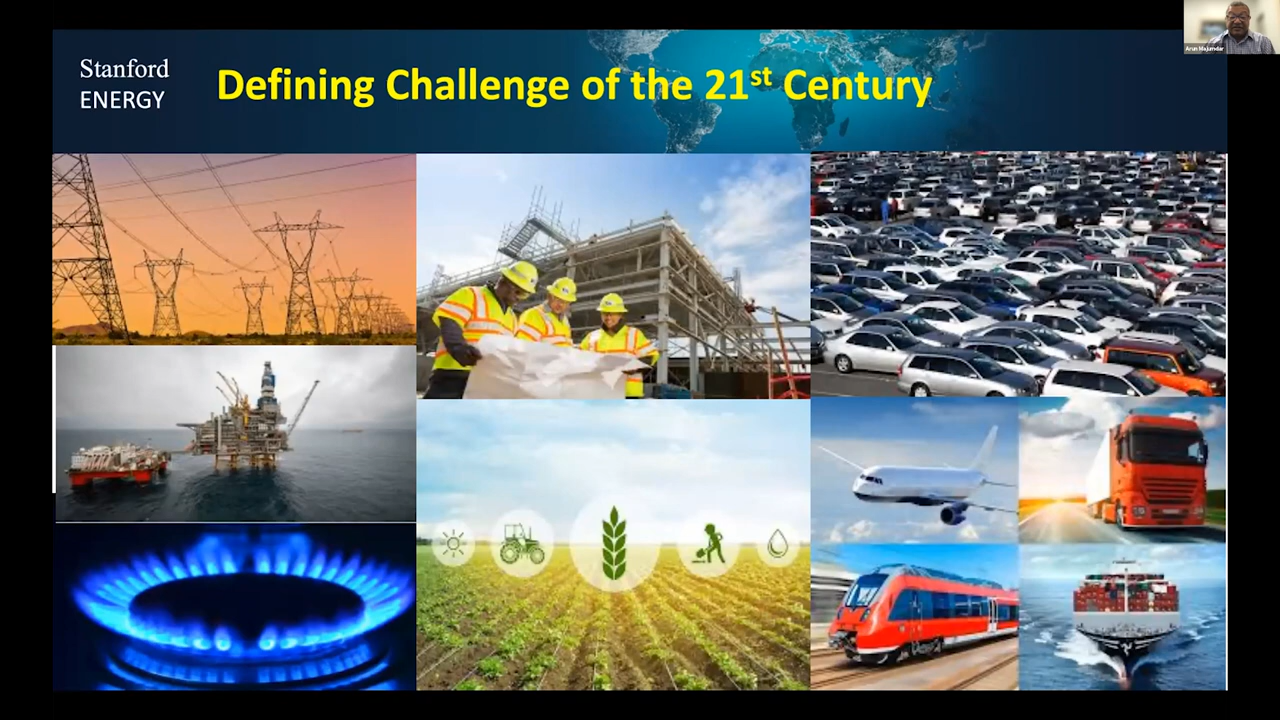 Stanford
ENERGY
Defining Challenge of the 21st Century
Arun Majumdar